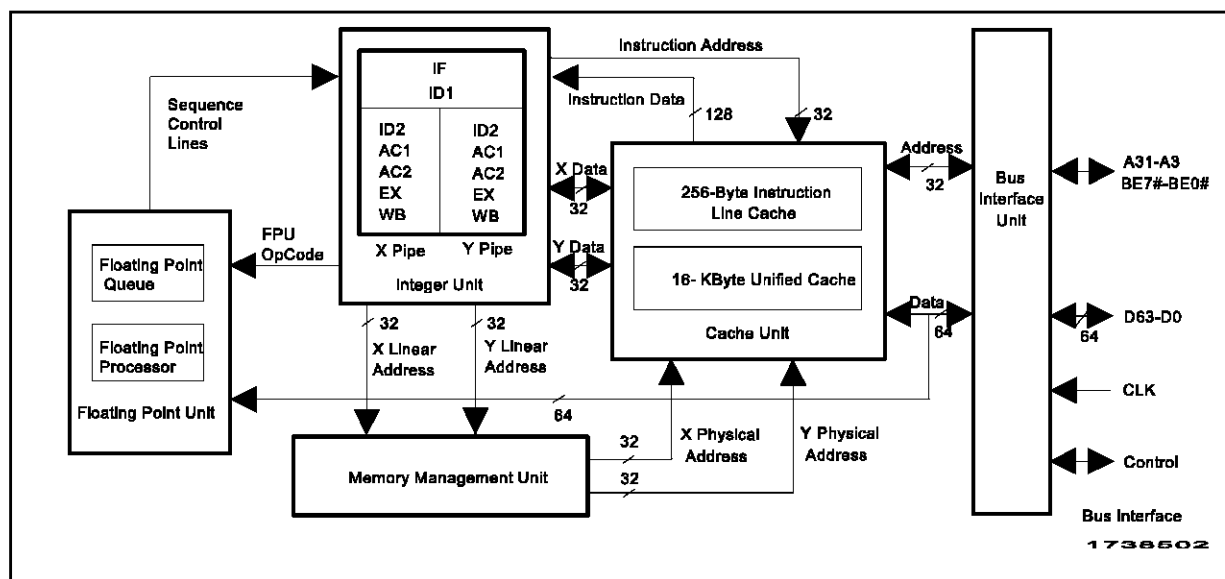 Sequence
Control
Lines
IF
ID1
ID2
AC1
AC2
EX
WB
ID2
AC1
AC2
EX
WB
X Pipe
Y Pipe
Integer Unit
Instruction Address
Instruction Data
128
32
X Data
32
Y Data
32
256-Byte Instruction
Line Cache
16- KByte Unified Cache
Cache Unit
Address
32
Data
64
Bus
Interface
Unit
A31-A3
BE7#-BE0#
D63-D0
64
CLK
Control
Bus Interface
1738502
FPU
OpCode
Floating Point
Queue
Floating Point
Processor
Floating Point Unit
32
X Linear
Address
32
Y Linear
Address
64
Memory Management Unit
32
32
X Physical
Address
Y Physical
Address